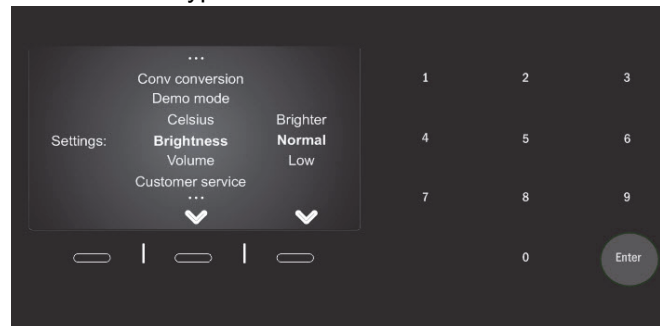 ...
Conv conversion
Demo mode
Celsius Brighter
Settings: Brightness Normal
Volume Low
Customer service
...
1 2 3
4 5 6
7 8 9
0 Enter